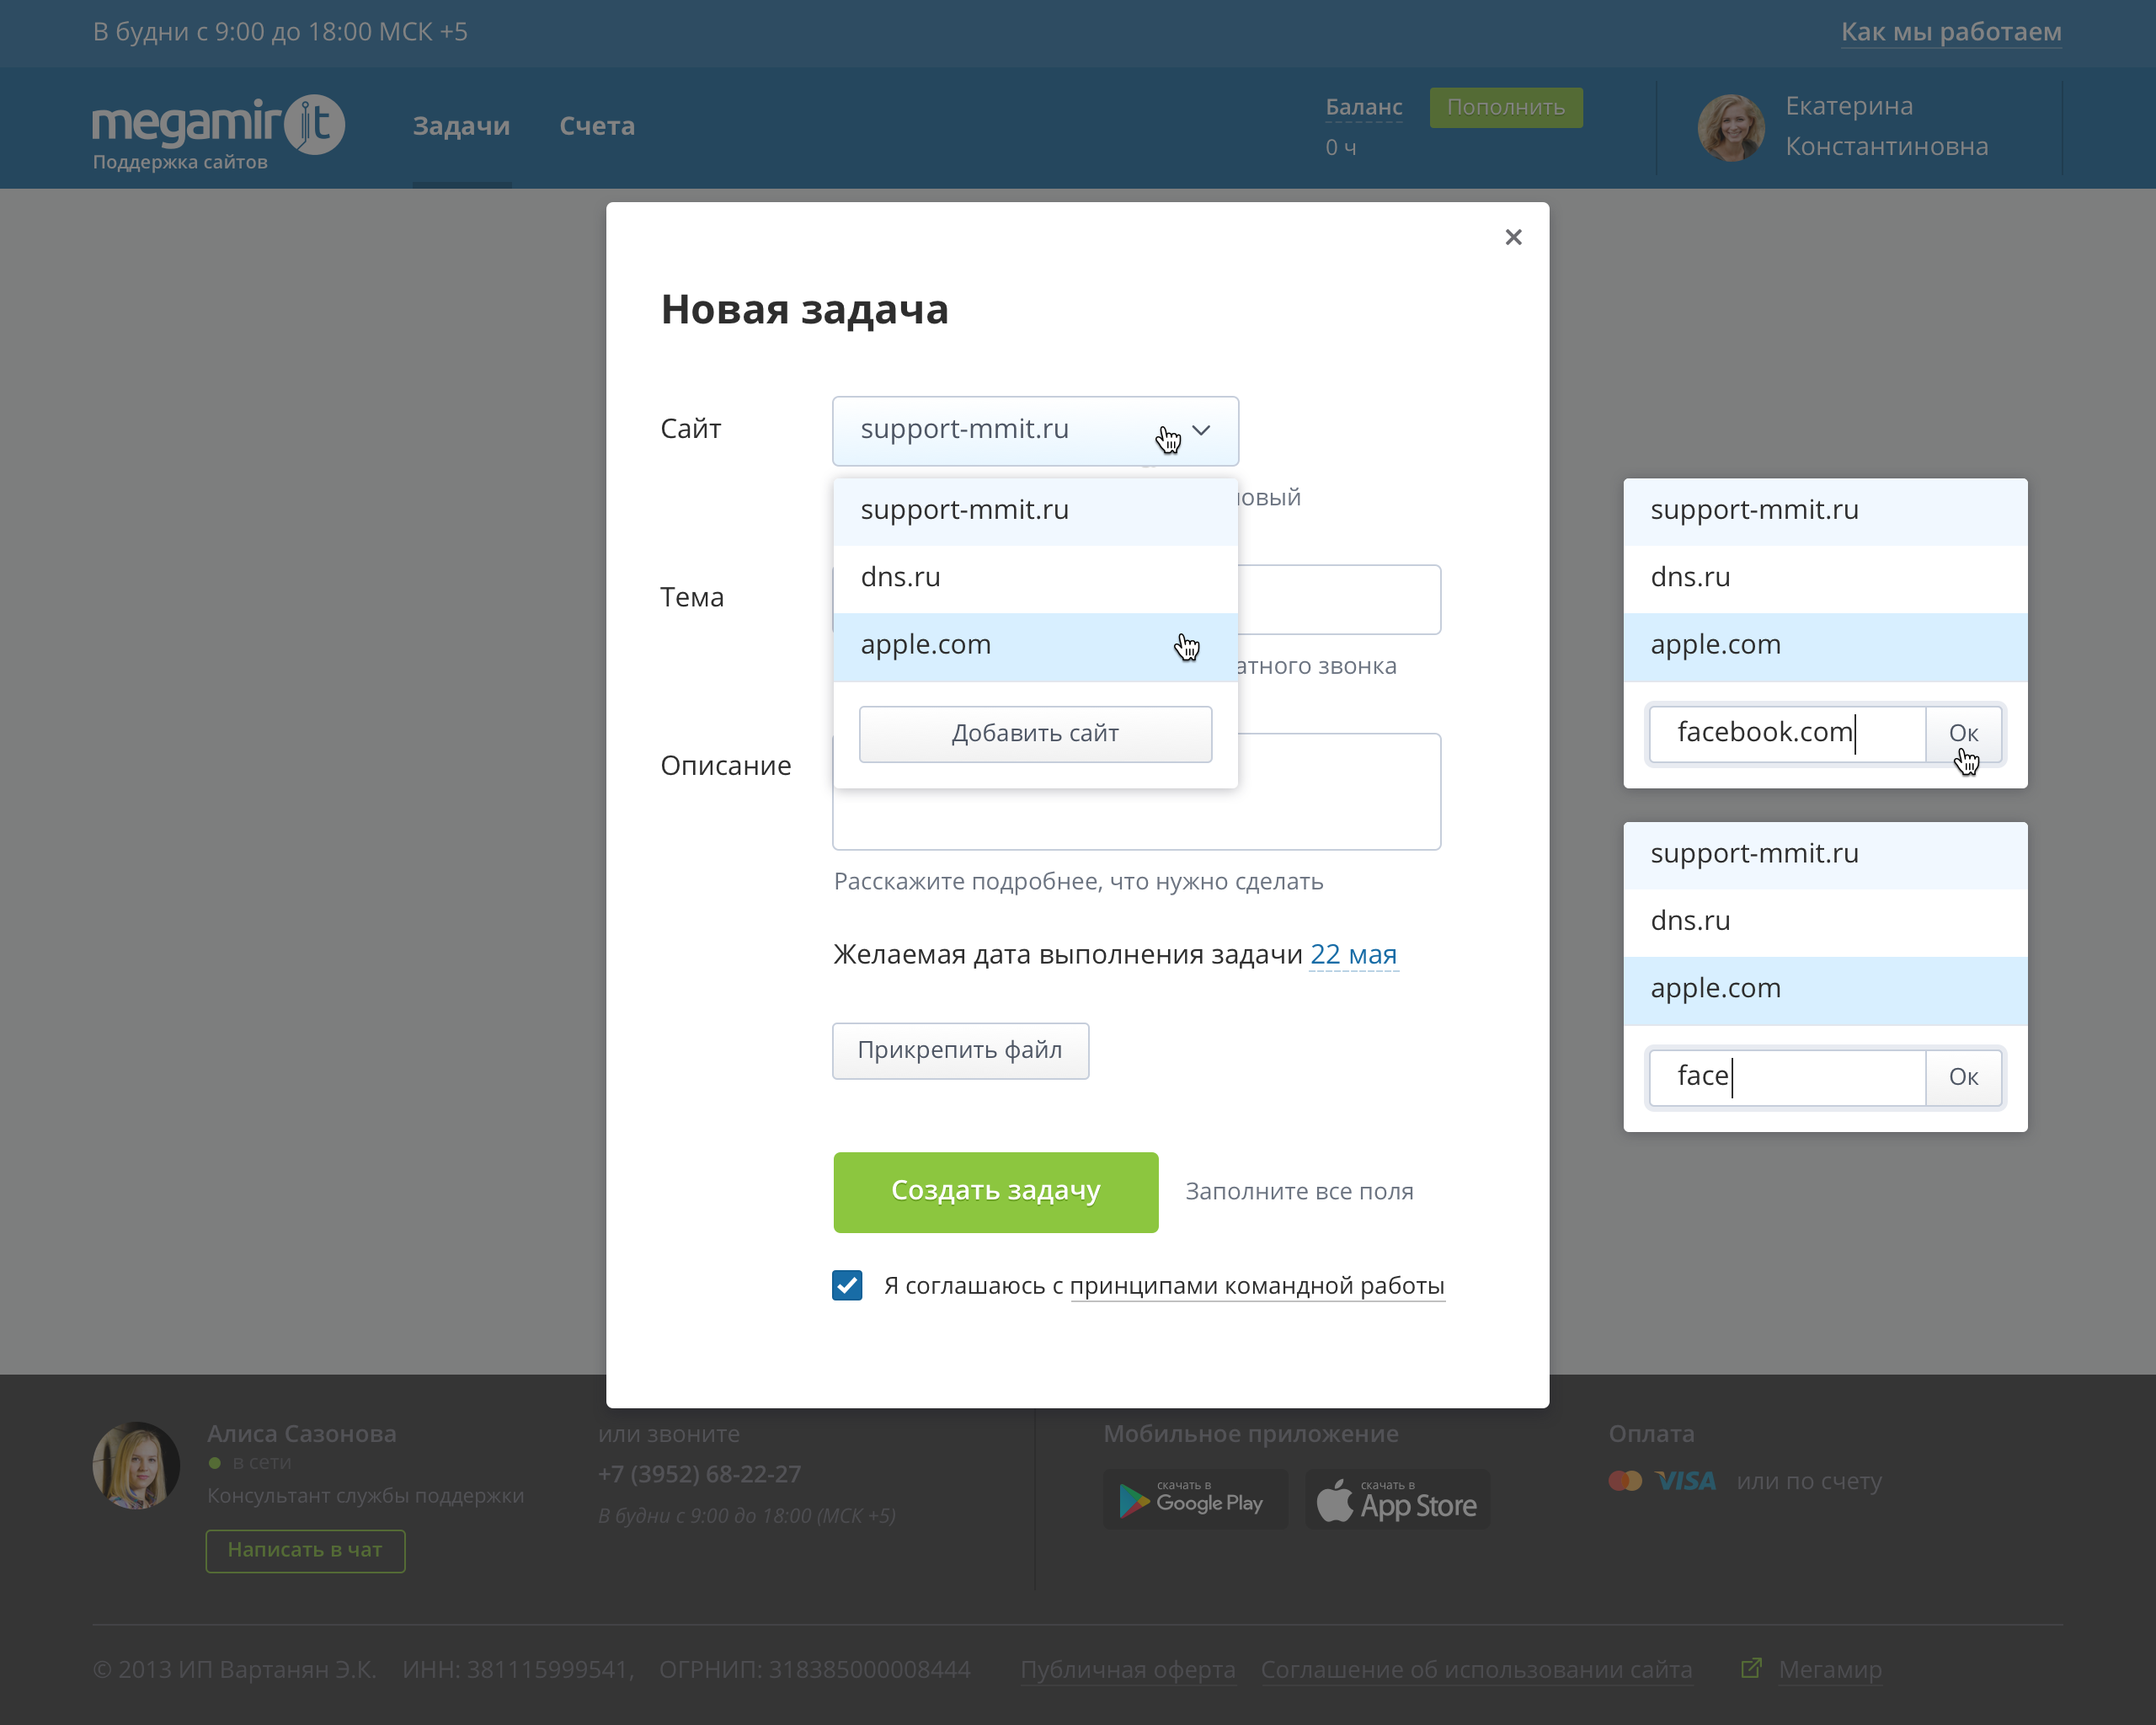 В будни с 9:00 до 18:00 МСК +5
Как мы работаем
megamir it
Поддержка сайтов
Задачи
Счета
Баланс
Пополнить
0 ч
Екатерина
Константиновна
Новая задача
Сайт
support-mmit.ru
support-mmit.ru
dns.ru
apple.com
Добавить сайт
овый
Тема
атного звонка
Описание
Расскажите подробнее, что нужно сделать
Желаемая дата выполнения задачи 22 мая
Прикрепить файл
Создать задачу
Заполните все поля
Я соглашаюсь с принципами командной работы
support-mmit.ru
dns.ru
apple.com
facebook.com
Ок
support-mmit.ru
dns.ru
apple.com
face
Ок
Алиса Сазонова
в сети
Консультант службы поддержки
Написать в чат
или звоните
+7 (3952) 68-22-27
В будни с 9:00 до 18:00 (МСК +5)
Мобильное приложение
скачать в
Google Play
скачать в
App Store
Оплата
VISA
или по счету
© 2013 ИП Вартанян Э.К.
ИНН: 381115999541,
ОГРНИП: 318385000008444
Публичная оферта
Соглашение об использовании сайта
Мегамир